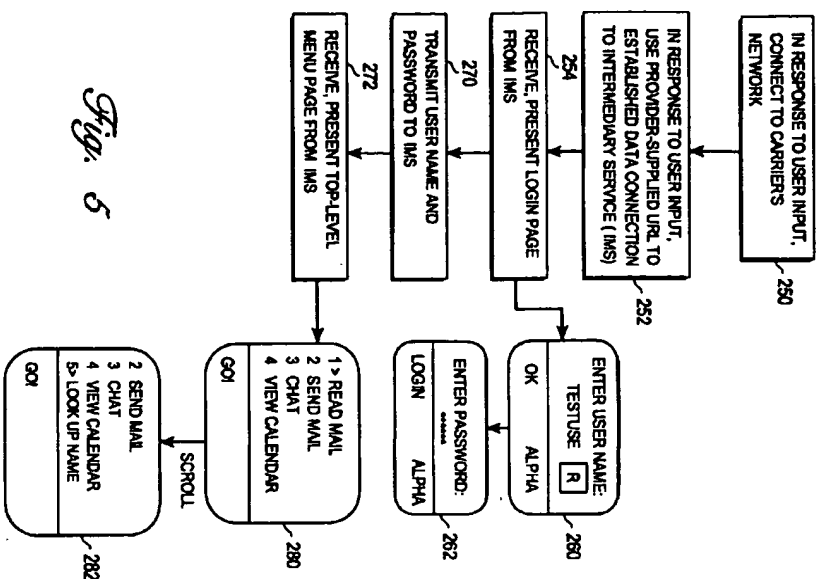 IN RESPONSE TO USER INPUT,
CONNECT TO CARRIER'S
NETWORK
250
IN RESPONSE TO USER INPUT,
USE PROVIDER-SUPPLIED URL TO
ESTABLISHED DATA CONNECTION
TO INTERMEDIARY SERVICE ( IMS)
252
254
RECEIVE, PRESENT LOGIN PAGE
FROM IMS
270
TRANSMIT USER NAME AND
PASSWORD TO IMS
272
RECEIVE, PRESENT TOP-LEVEL
MENU PAGE FROM IMS
ENTER USER NAME:
TESTUSE R
OK ALPHA
260
ENTER PASSWORD:
******
LOGIN ALPHA
262
1 > READ MAIL
2 SEND MAIL
3 CHAT
4 VIEW CALENDAR
GO!
280
SCROLL
2 SEND MAIL
3 CHAT
4 VIEW CALENDAR
5> LOOK UP NAME
GO!
282
Fig. 5